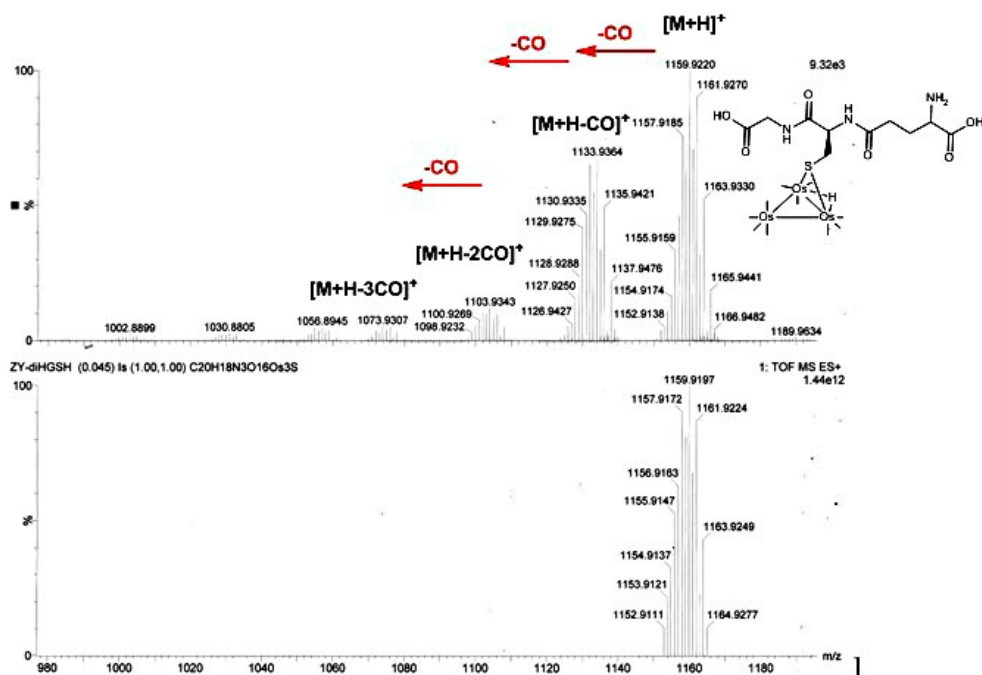 [M+H]⁺
-CO
-CO
100
1159.9220
9.32e3
1161.9270
1157.9185
[M+H-CO]⁺
1133.9364
-CO
1163.9330
%
1130.9335
1135.9421
1129.9275
1155.9159
[M+H-2CO]⁺
1128.9288
1137.9476
1165.9441
[M+H-3CO]⁺
1127.9250
1154.9174
1103.9343
1100.9269
1126.9427
1152.9138
1166.9482
1002.8899
1030.8805
1056.8945
1073.9307
1098.9232
1189.9634
0
O
NH₂
HO
N
H
H
N
OH
O
O
O
S
Os
H
Os
Os
ZY-diHGSH (0.045) Is (1.00,1.00) C20H18N3O16Os3S
1: TOF MS ES+
1.44e12
100
1159.9197
1157.9172
1161.9224
1156.9163
1155.9147
%
1163.9249
1154.9137
1153.9121
1152.9111
1164.9277
0
m/z
980
1000
1020
1040
1060
1080
1100
1120
1140
1160
1180